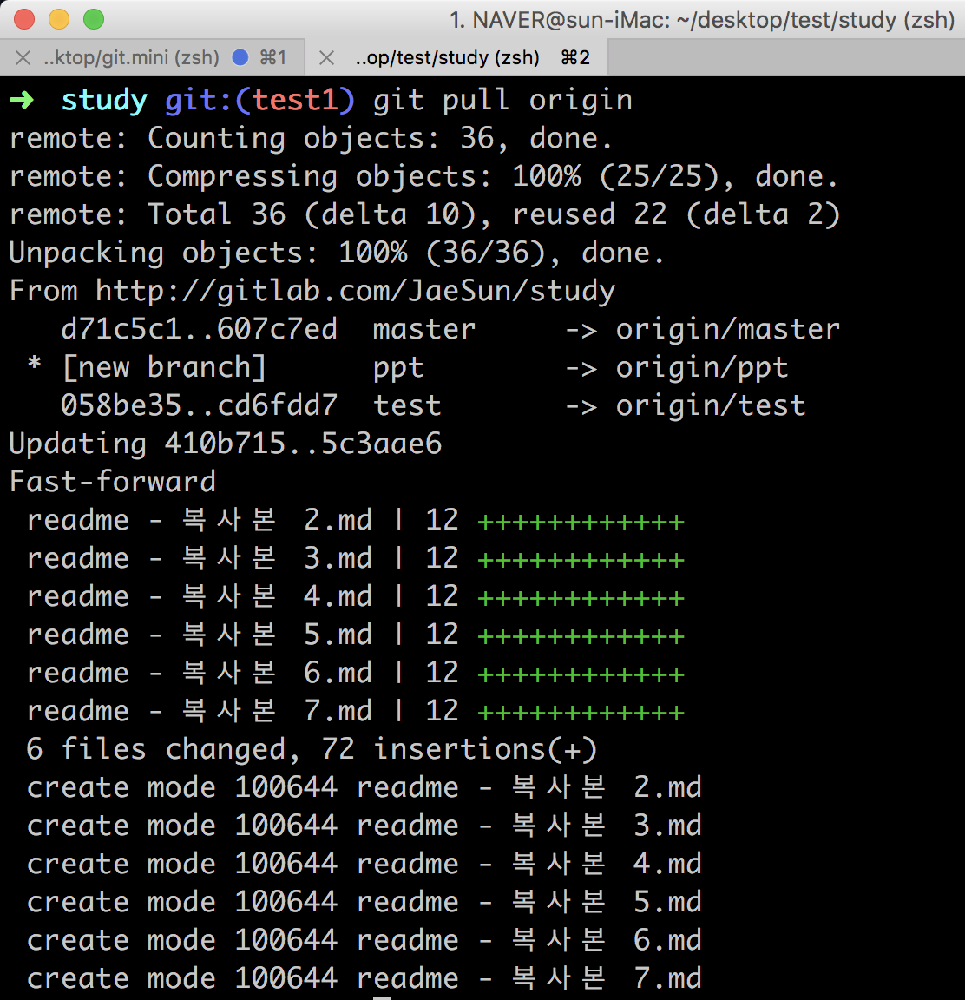 1. NAVER@sun-iMac: ~/desktop/test/study (zsh)
..ktop/git.mini (zsh) ⌘1 ..op/test/study (zsh) ⌘2
➜ study git:(test1) git pull origin
remote: Counting objects: 36, done.
remote: Compressing objects: 100% (25/25), done.
remote: Total 36 (delta 10), reused 22 (delta 2)
Unpacking objects: 100% (36/36), done.
From http://gitlab.com/JaeSun/study
   d71c5c1..607c7ed  master     -> origin/master
 * [new branch]      ppt        -> origin/ppt
   058be35..cd6fdd7  test       -> origin/test
Updating 410b715..5c3aae6
Fast-forward
 readme - 복사본 2.md | 12 ++++++++++++
 readme - 복사본 3.md | 12 ++++++++++++
 readme - 복사본 4.md | 12 ++++++++++++
 readme - 복사본 5.md | 12 ++++++++++++
 readme - 복사본 6.md | 12 ++++++++++++
 readme - 복사본 7.md | 12 ++++++++++++
 6 files changed, 72 insertions(+)
 create mode 100644 readme - 복사본 2.md
 create mode 100644 readme - 복사본 3.md
 create mode 100644 readme - 복사본 4.md
 create mode 100644 readme - 복사본 5.md
 create mode 100644 readme - 복사본 6.md
 create mode 100644 readme - 복사본 7.md